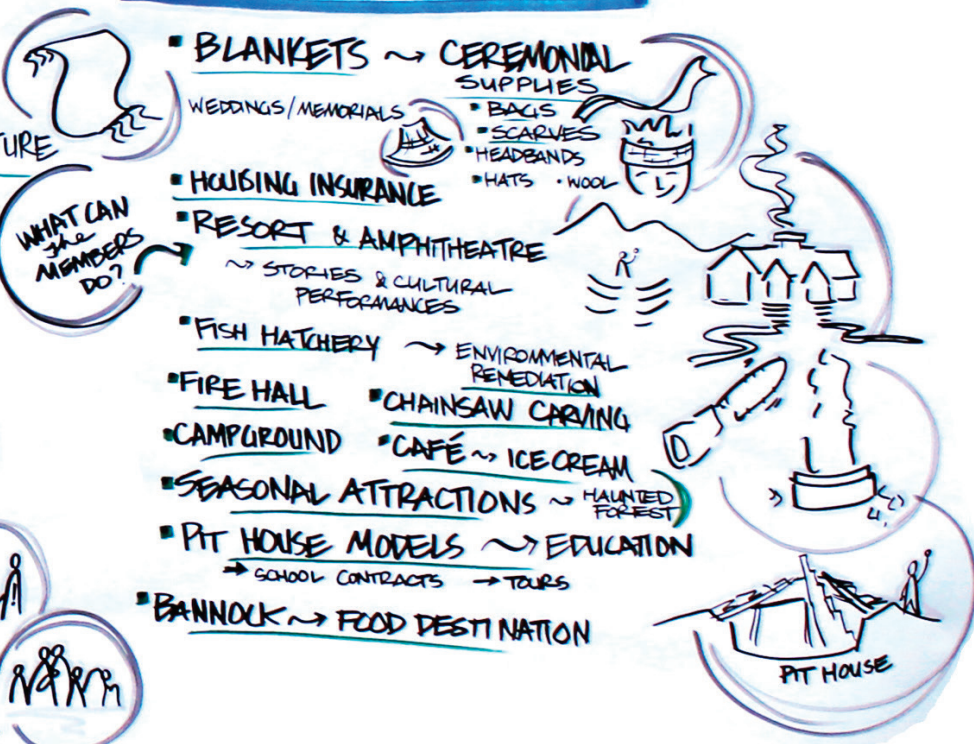 BLANKETS ~> CEREMONIAL
SUPPLIES
WEDDINGS/MEMORIALS
▪ BAGS
▪ SCARVES
▪ HEADBANDS
▪ HATS • WOOL
TURE
WHAT CAN
the
MEMBERS
DO?
▪ HOUSING INSURANCE
▪ RESORT & AMPHITHEATRE
~> STORIES & CULTURAL
PERFORMANCES
▪ FISH HATCHERY ~> ENVIRONMENTAL
REMEDIATION
▪ FIRE HALL
▪ CHAINSAW CARVING
▪ CAMPGROUND
▪ CAFÉ ~> ICE CREAM
▪ SEASONAL ATTRACTIONS ~> HAUNTED
FOREST
▪ PIT HOUSE MODELS ~> EDUCATION
→ SCHOOL CONTRACTS → TOURS
▪ BANNOCK ~> FOOD DESTINATION
PIT HOUSE